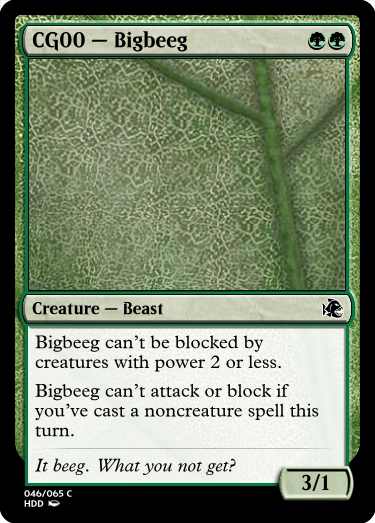 CG00 — Bigbeeg
Creature — Beast
Bigbeeg can't be blocked by
creatures with power 2 or less.
Bigbeeg can't attack or block if
you've cast a noncreature spell this
turn.
It beeg. What you not get?
3/1
046/065 C
HDD